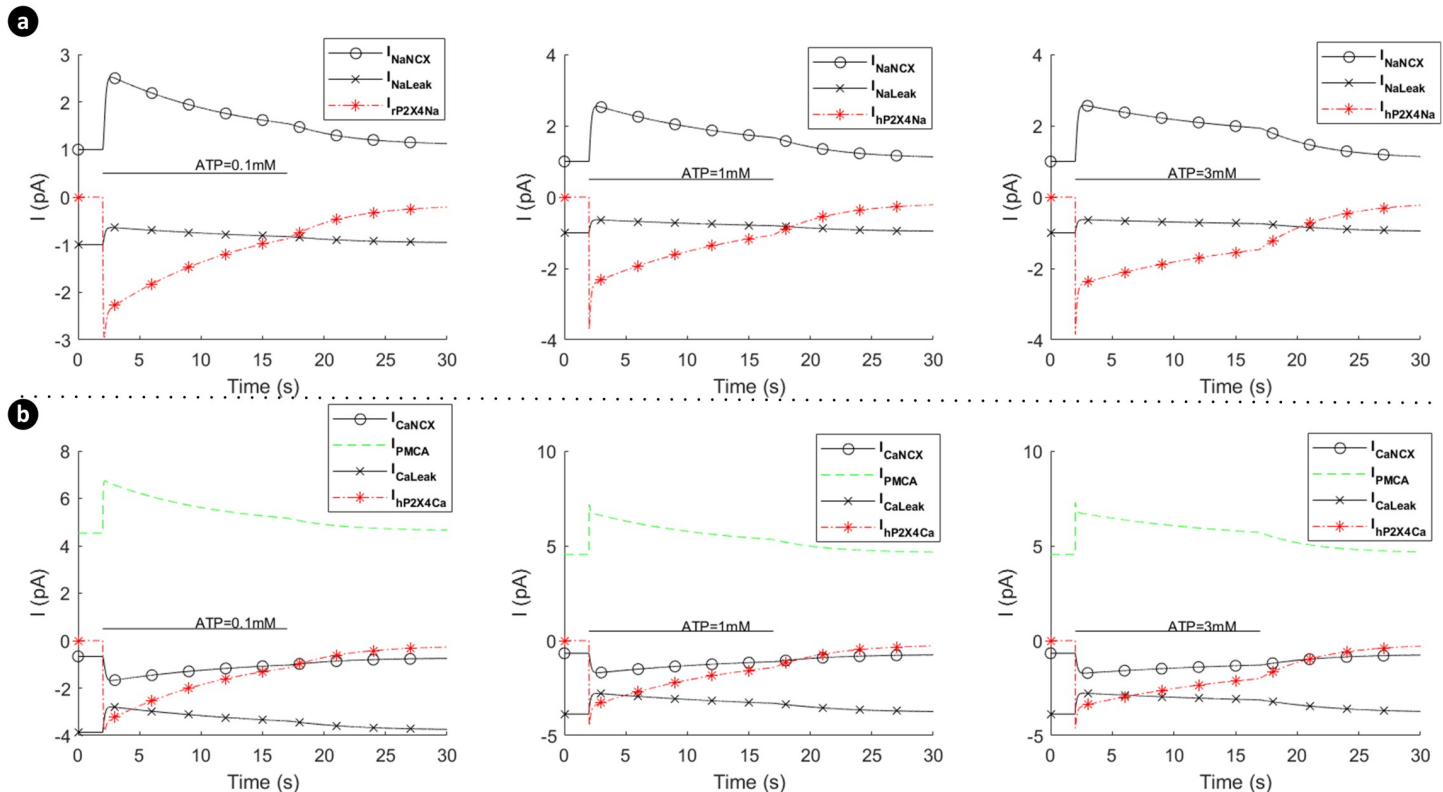 a
I_NaNCX
I_NaLeak
I_rP2X4Na
3
2
1
0
-1
-2
-3
I (pA)
ATP=0.1mM
0 5 10 15 20 25 30
Time (s)
I_NaNCX
I_NaLeak
I_hP2X4Na
4
2
0
-2
-4
I (pA)
ATP=1mM
0 5 10 15 20 25 30
Time (s)
I_NaNCX
I_NaLeak
I_hP2X4Na
4
2
0
-2
-4
I (pA)
ATP=3mM
0 5 10 15 20 25 30
Time (s)
b
I_CaNCX
I_PMCA
I_CaLeak
I_hP2X4Ca
8
6
4
2
0
-2
-4
I (pA)
ATP=0.1mM
0 5 10 15 20 25 30
Time (s)
I_CaNCX
I_PMCA
I_CaLeak
I_hP2X4Ca
10
5
0
-5
I (pA)
ATP=1mM
0 5 10 15 20 25 30
Time (s)
I_CaNCX
I_PMCA
I_CaLeak
I_hP2X4Ca
10
5
0
-5
I (pA)
ATP=3mM
0 5 10 15 20 25 30
Time (s)